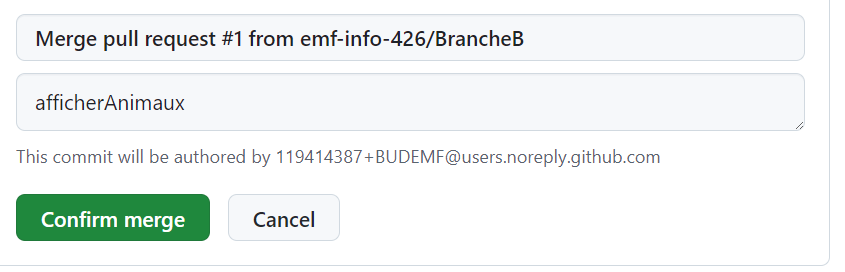 Merge pull request #1 from emf-info-426/BrancheB
afficherAnimaux
This commit will be authored by 119414387+BUDEMF@users.noreply.github.com
Confirm merge
Cancel